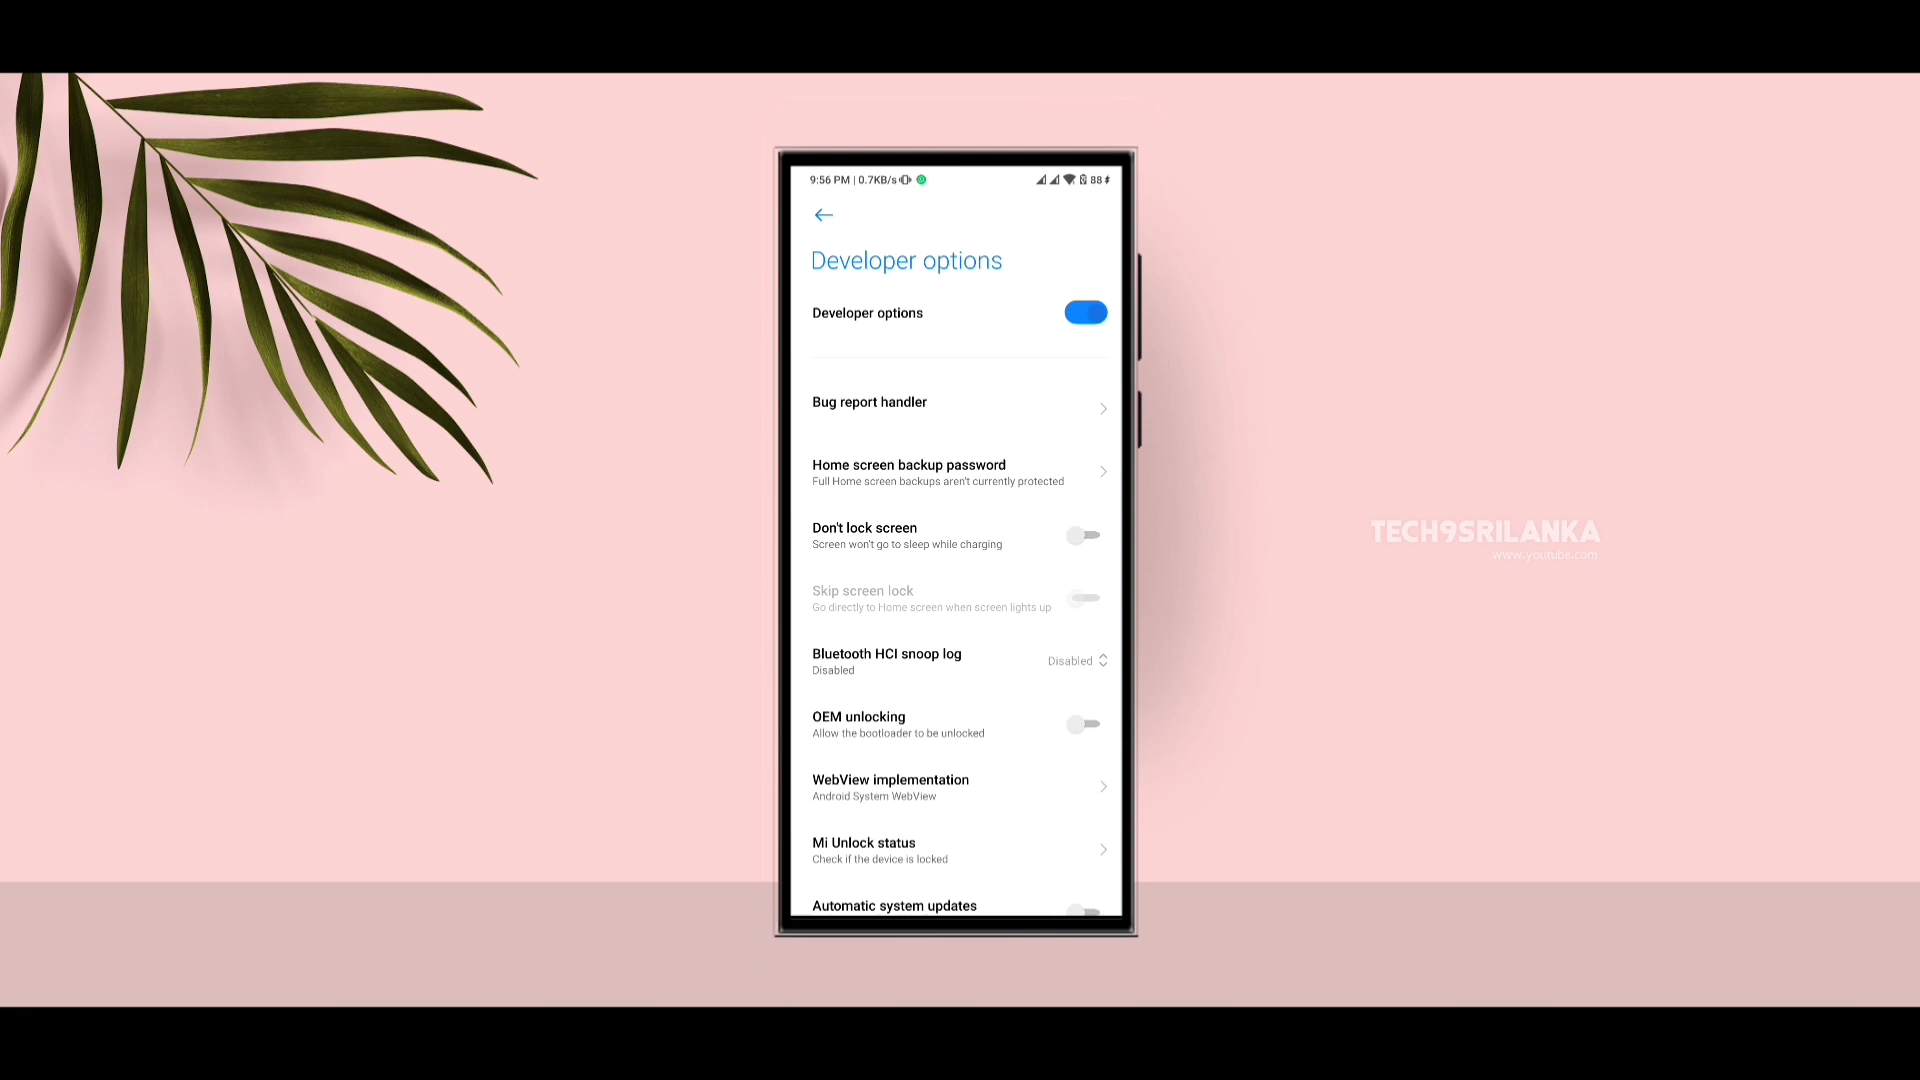 9:56 PM | 0.7KB/s
88
Developer options
Developer options
Bug report handler
Home screen backup password
Full Home screen backups aren't currently protected
Don't lock screen
Screen won't go to sleep while charging
Skip screen lock
Go directly to Home screen when screen lights up
Bluetooth HCI snoop log
Disabled
Disabled
OEM unlocking
Allow the bootloader to be unlocked
WebView implementation
Android System WebView
Mi Unlock status
Check if the device is locked
Automatic system updates
TECH9SRILANKA
www.youtube.com